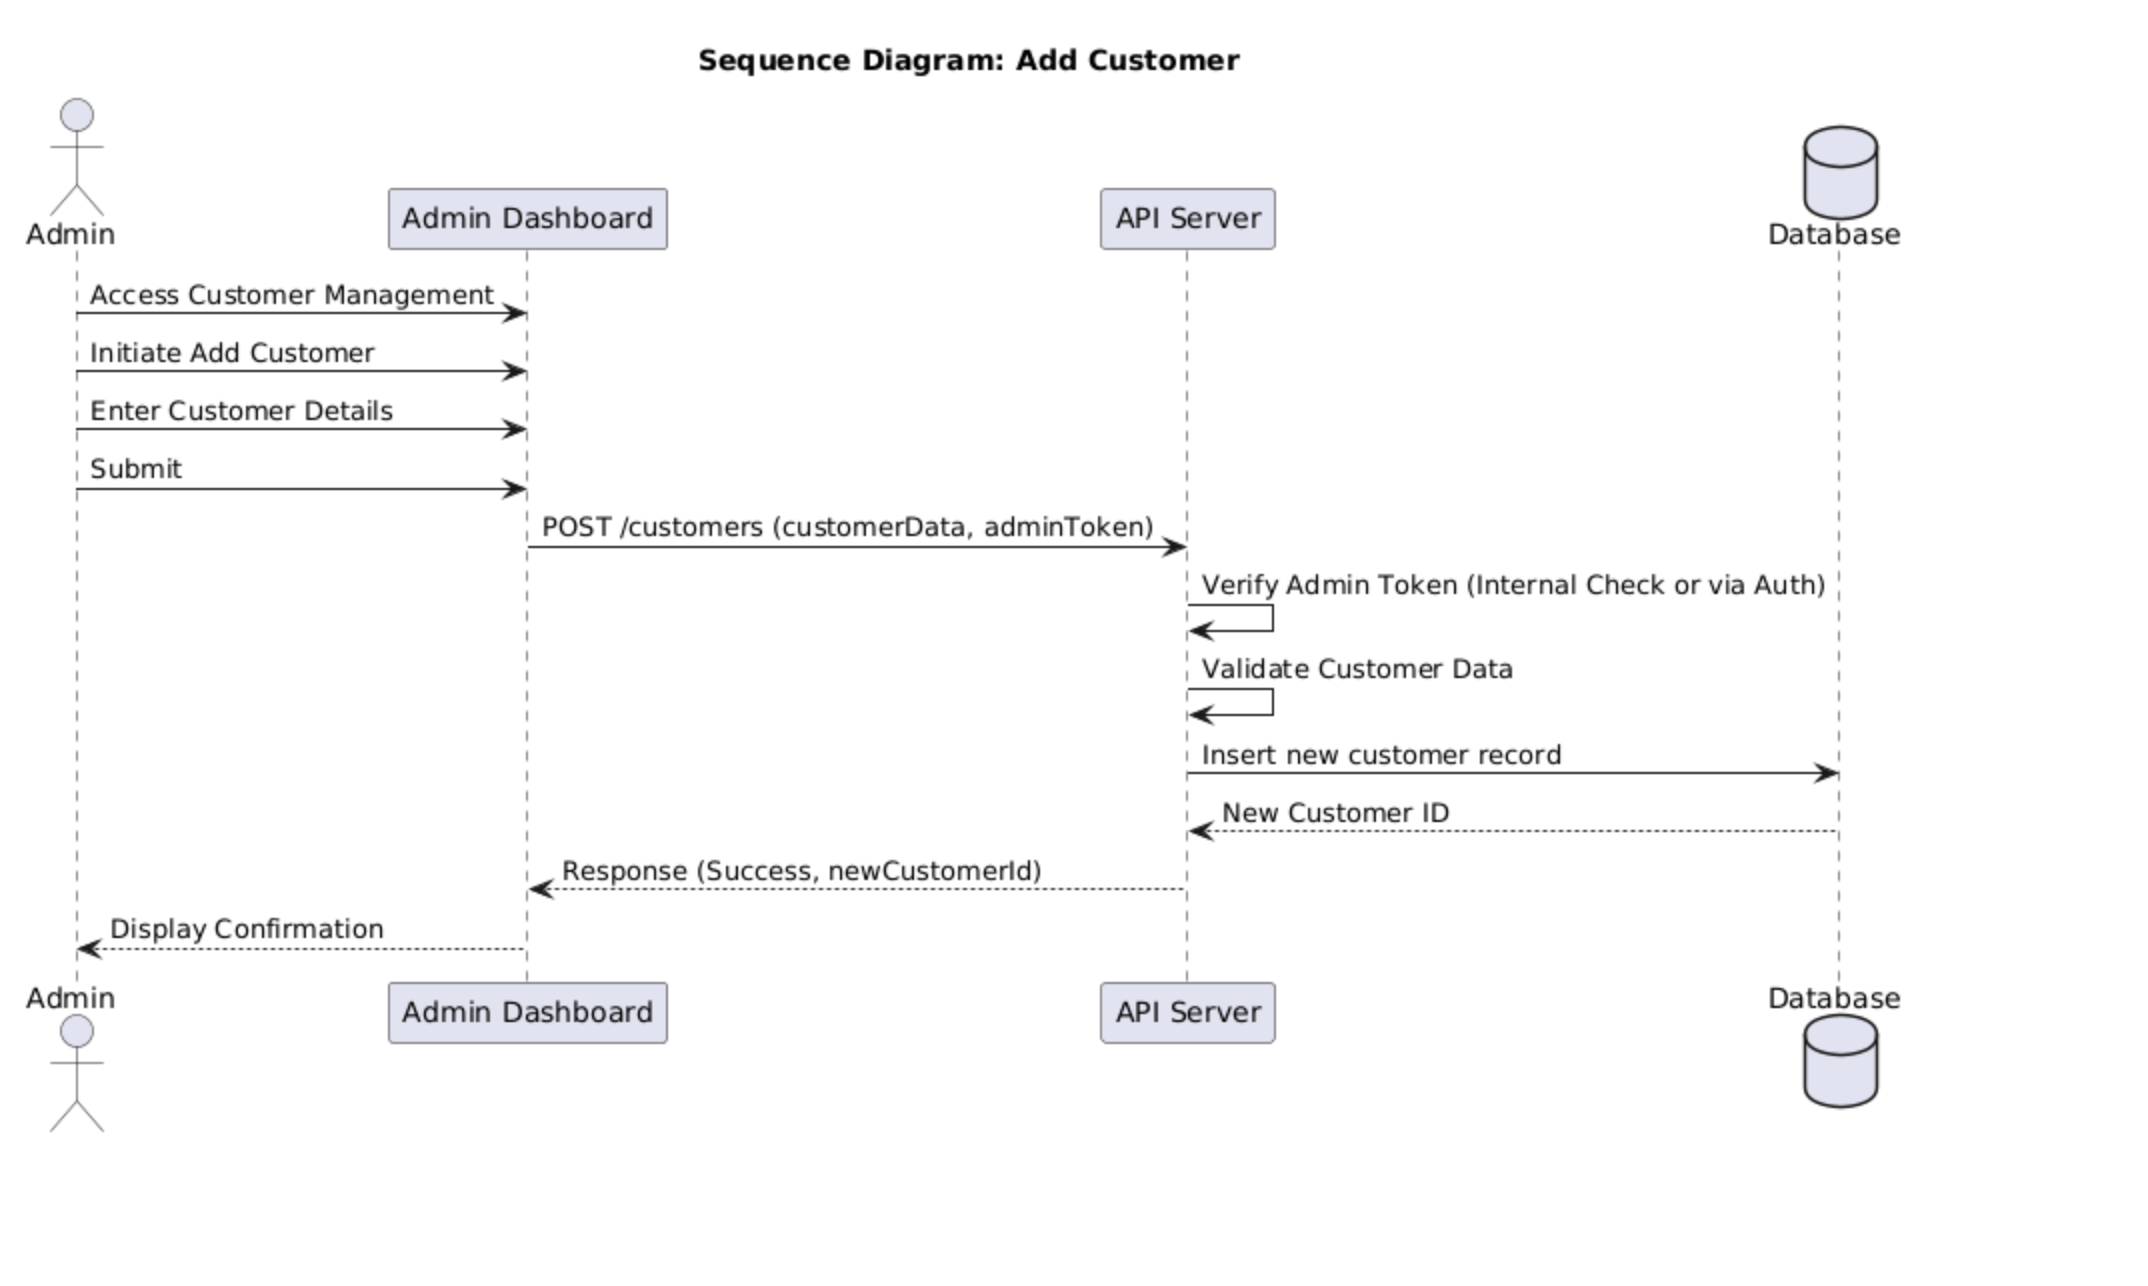 Sequence Diagram: Add Customer
Admin
Admin Dashboard
API Server
Database
Access Customer Management
Initiate Add Customer
Enter Customer Details
Submit
POST /customers (customerData, adminToken)
Verify Admin Token (Internal Check or via Auth)
Validate Customer Data
Insert new customer record
New Customer ID
Response (Success, newCustomerId)
Display Confirmation
Admin
Admin Dashboard
API Server
Database